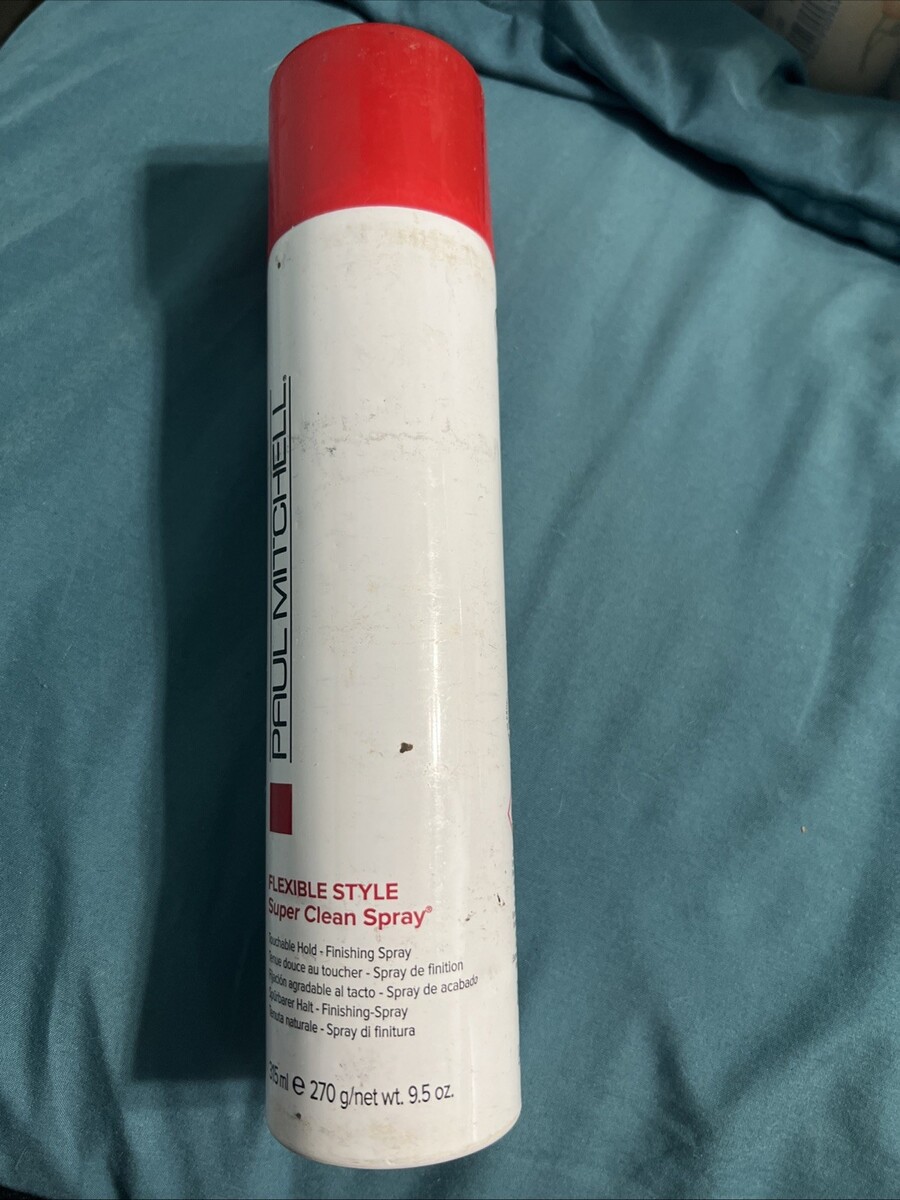 PAUL MITCHELL®
FLEXIBLE STYLE
Super Clean Spray®
Touchable Hold - Finishing Spray
Tenue douce au toucher - Spray de finition
Fijación agradable al tacto - Spray de acabado
Spürbarer Halt - Finishing-Spray
Tenuta naturale - Spray di finitura
315 ml ℮ 270 g/net wt. 9.5 oz.